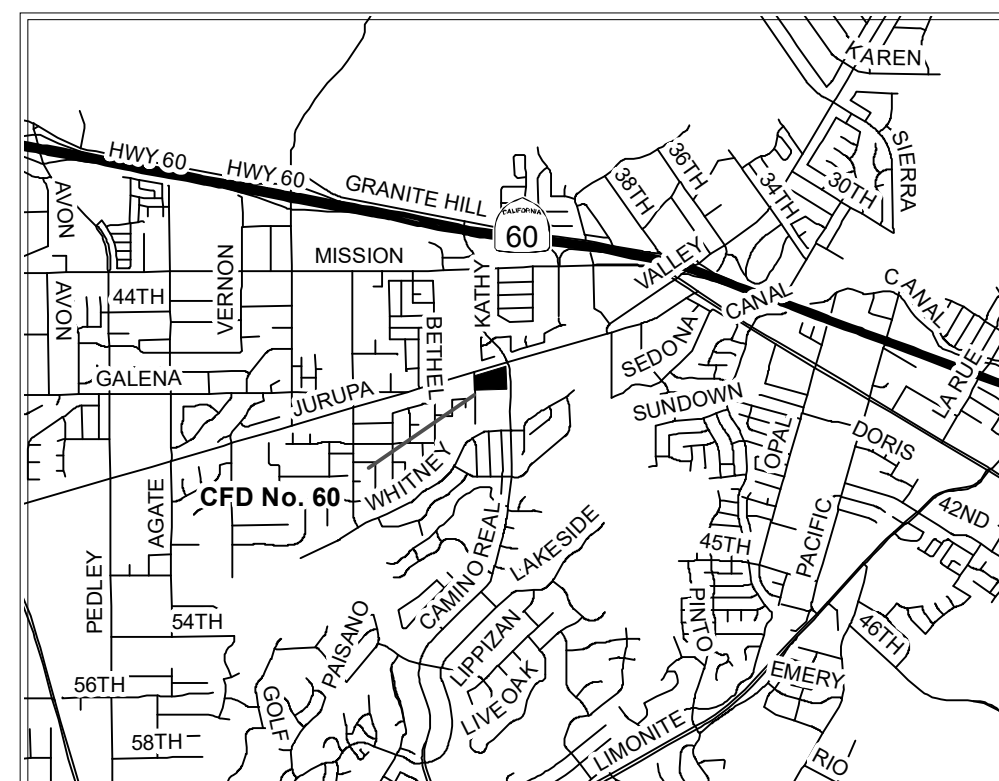 KAREN
SIERRA
HWY 60
HWY 60
GRANITE HILL
CALIFORNIA
60
38TH
36TH
34TH
30TH
AVON
VERNON
MISSION
KATHY
VALLEY
CANAL
CANAL
44TH
AVON
BETHEL
SEDONA
LA RUE
GALENA
JURUPA
SUNDOWN
OPAL
DORIS
WHITNEY
CFD No. 60
AGATE
PACIFIC
42ND
CAMINO REAL
LAKESIDE
45TH
PEDLEY
54TH
PAISANO
LIPPIZAN
PINTO
46TH
56TH
GOLF
LIVE OAK
EMERY
58TH
LIMONITE
RIO